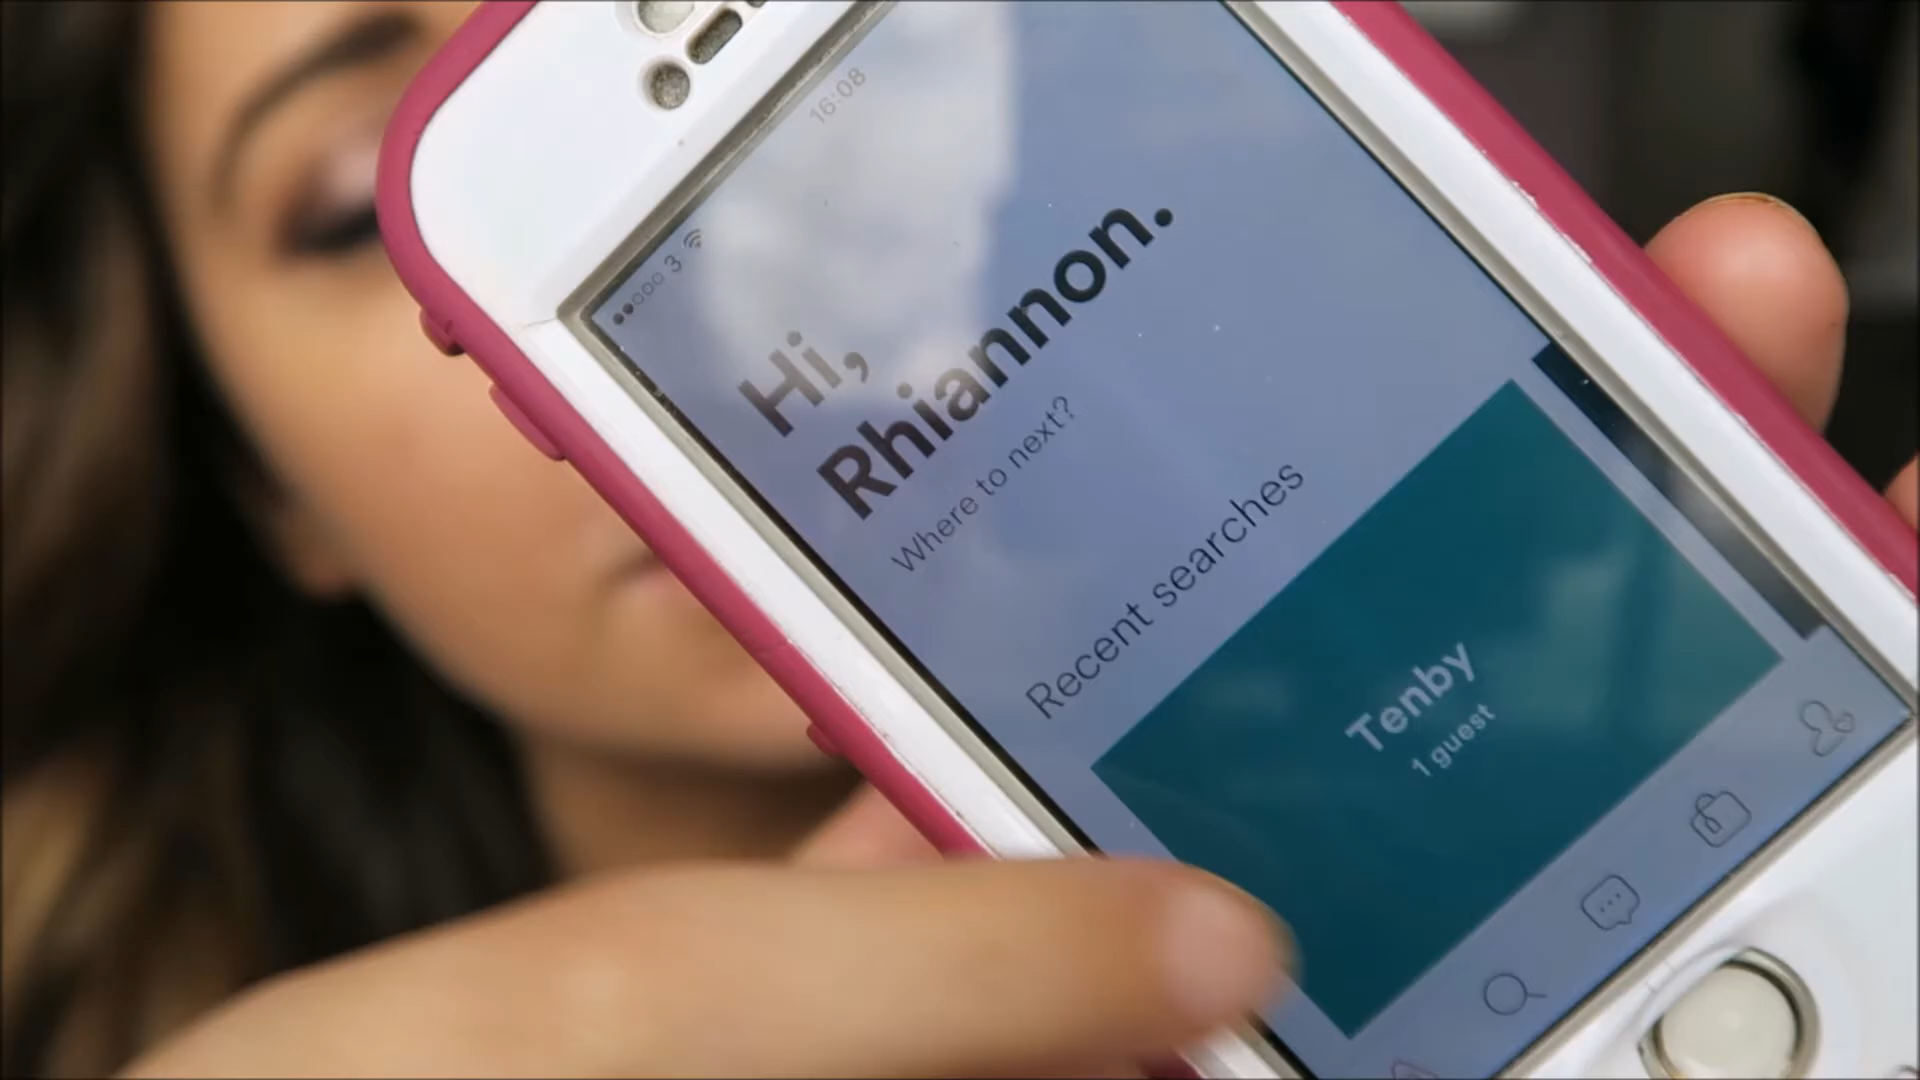 3
16:08
Hi,
Rhiannon.
Where to next?
Recent searches
Tenby
1 guest